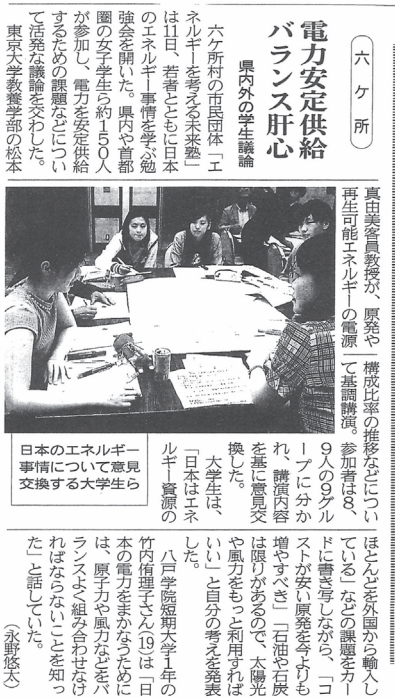 六ケ所
電力安定供給
バランス肝心
県内外の学生議論
六ケ所村の市民団体「エ
ネルギーを考える未来塾」
は11日、若者とともに日本
のエネルギー事情を学ぶ勉
強会を開いた。県内や首都
圏の女子学生ら約150人
が参加し、電力を安定供給
するための課題などについ
て活発な議論を交わした。
東京大学教養学部の松本
真由美客員教授が、原発や
再生可能エネルギーの電源
構成比率の推移などについ
て基調講演。参加者は8、
9人の9グル
ープに分か
れ、講演内容
を基に意見交
換した。
大学生は、
「日本はエネ
ルギー資源の
ほとんどを外国から輸入し
ている」などの課題をカー
ドに書き写しながら、「コ
ストが安い原発を今よりも
増やすべき」「石油や石炭
は限りがあるので、太陽光
や風力をもっと利用すれば
いい」と自分の考えを発表
した。
八戸学院短期大学1年の
竹内侑理子さん(19)は「日
本の電力をまかなうために
は、原子力や風力などをバ
ランスよく組み合わせなけ
ればならないことを知っ
た」と話していた。
(永野悠太)
日本のエネルギー
事情について意見
交換する大学生ら